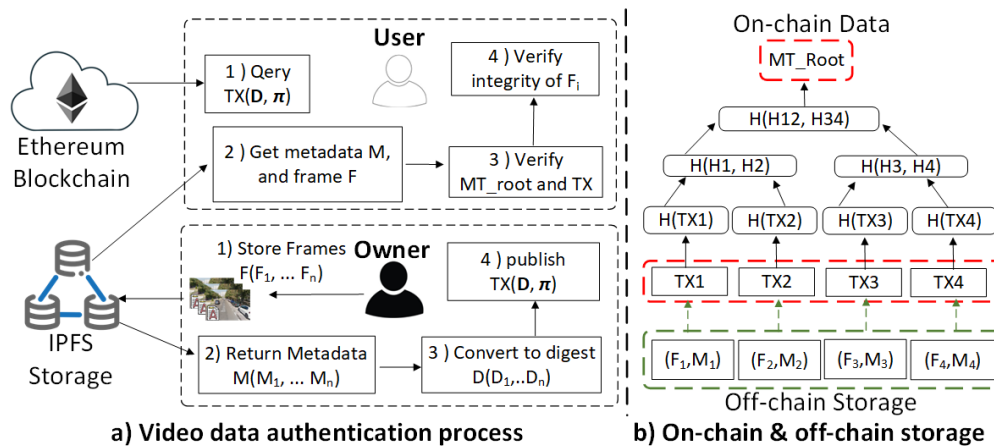 User
1 ) Qery
TX(D, π)
4 ) Verify
integrity of Fi
Ethereum
Blockchain
2 ) Get metadata M,
and frame F
3 ) Verify
MT_root and TX
1) Store Frames
F(F1, ... Fn)
Owner
4 ) publish
TX(D, π)
IPFS
Storage
2) Return Metadata
M(M1, ... Mn)
3 ) Convert to digest
D(D1,..Dn)
a) Video data authentication process
On-chain Data
MT_Root
H(H12, H34)
H(H1, H2)
H(H3, H4)
H(TX1)
H(TX2)
H(TX3)
H(TX4)
TX1
TX2
TX3
TX4
(F1,M1)
(F2,M2)
(F3,M3)
(F4,M4)
Off-chain Storage
b) On-chain & off-chain storage